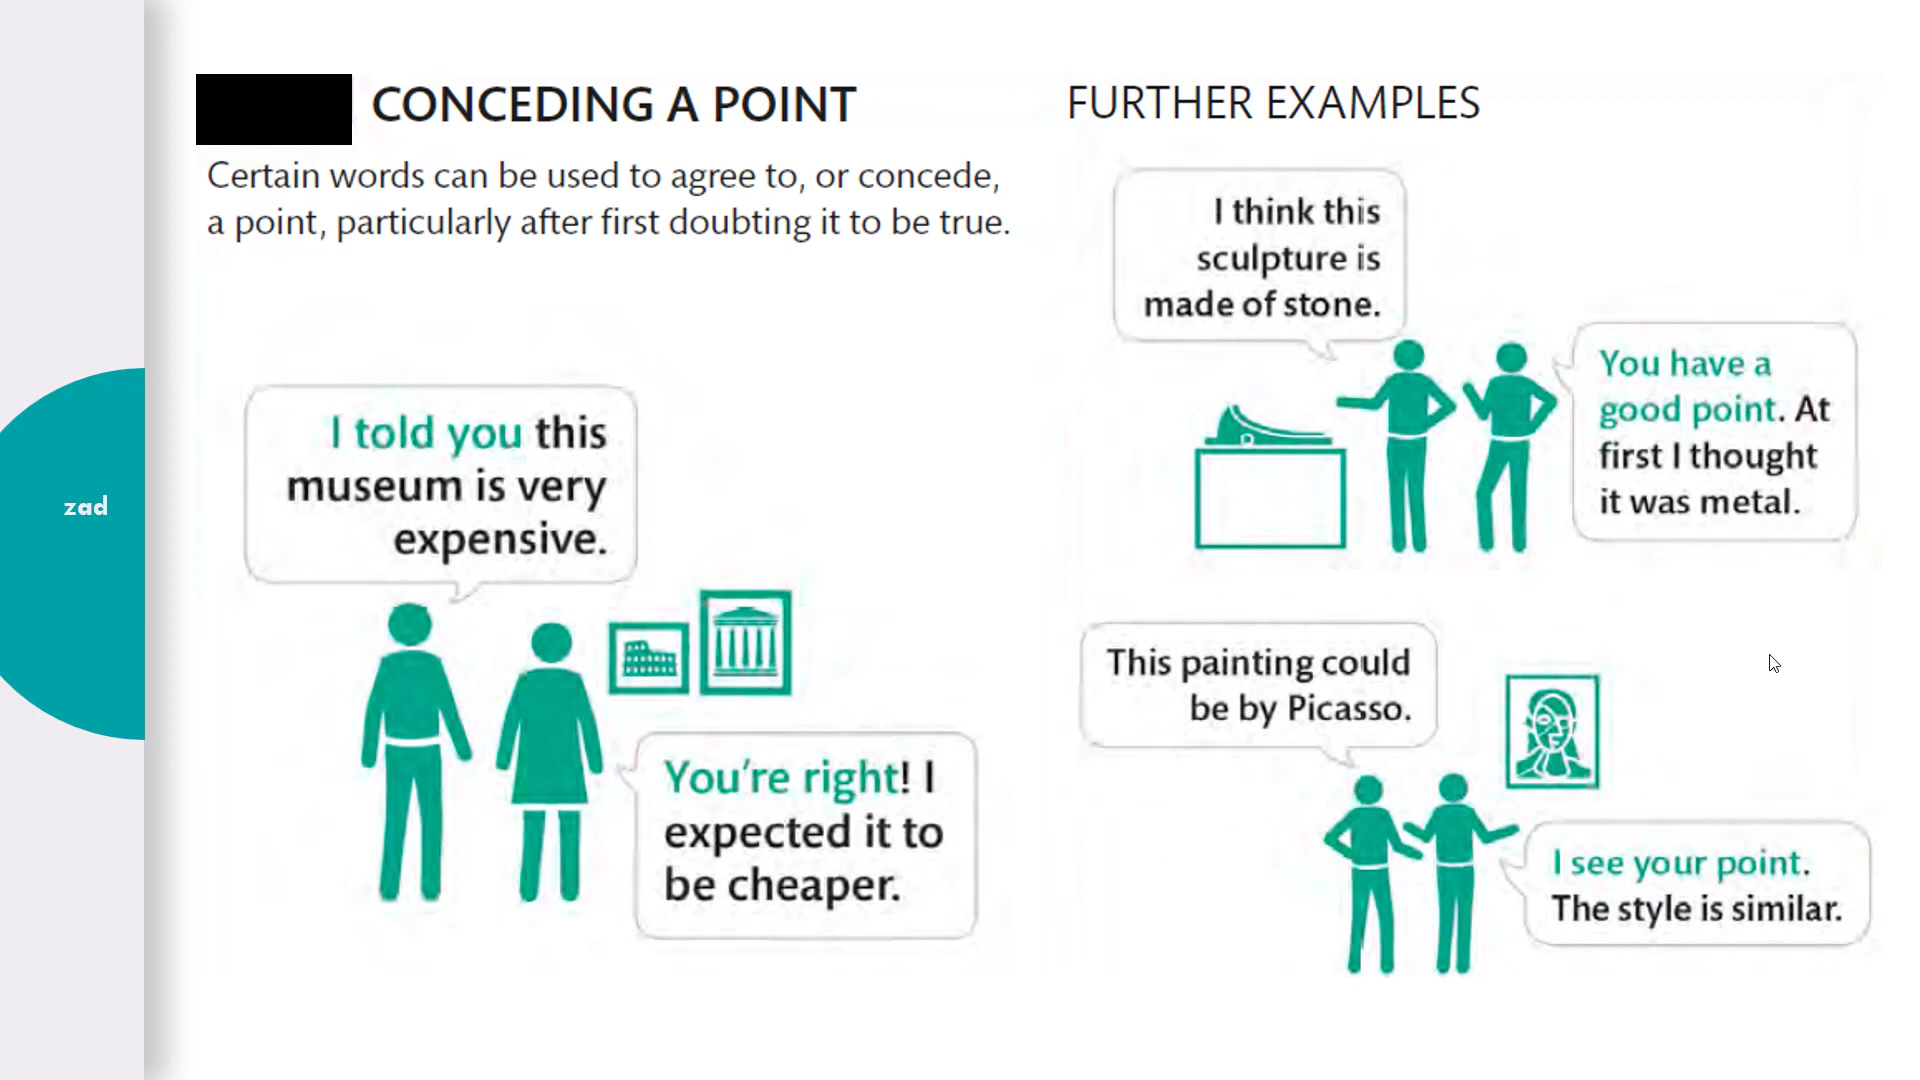 zad
CONCEDING A POINT
Certain words can be used to agree to, or concede,
a point, particularly after first doubting it to be true.
I told you this
museum is very
expensive.
You're right! I
expected it to
be cheaper.
FURTHER EXAMPLES
I think this
sculpture is
made of stone.
You have a
good point. At
first I thought
it was metal.
This painting could
be by Picasso.
I see your point.
The style is similar.